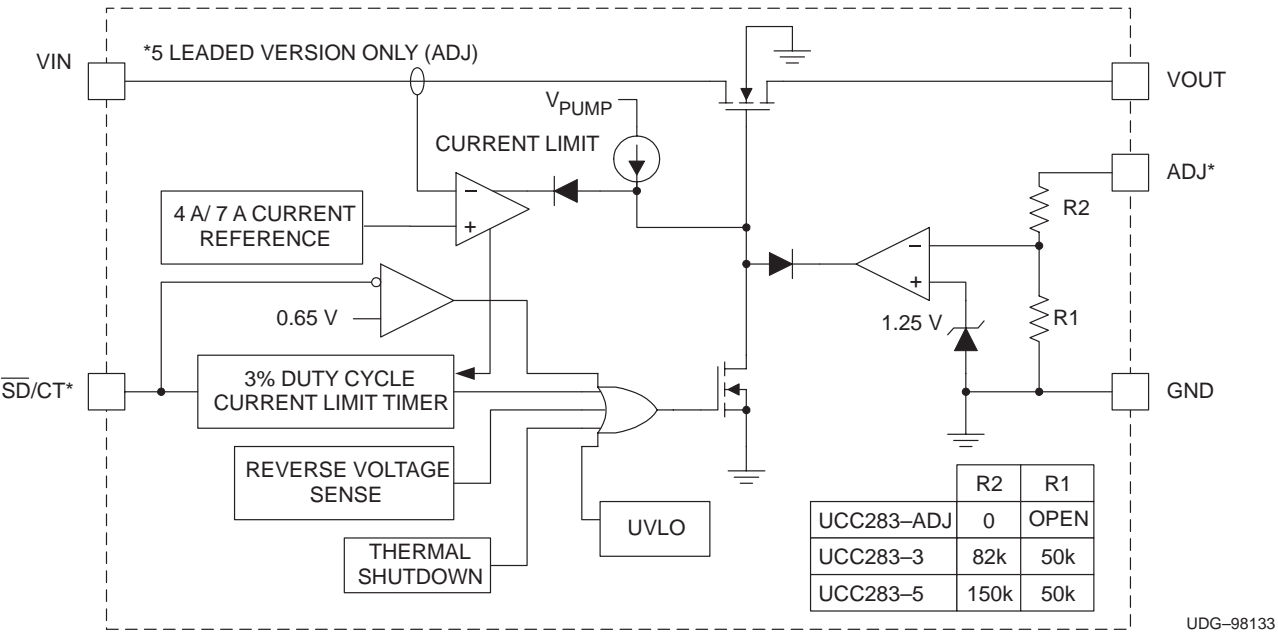 *5 LEADED VERSION ONLY (ADJ)
VIN
VOUT
VPUMP
CURRENT LIMIT
ADJ*
4 A/ 7 A CURRENT
REFERENCE
−
+
R2
−
+
0.65 V
1.25 V
R1
SD/CT*
3% DUTY CYCLE
CURRENT LIMIT TIMER
GND
REVERSE VOLTAGE
SENSE
UVLO
THERMAL
SHUTDOWN
R2 R1
UCC283–ADJ 0 OPEN
UCC283–3 82k 50k
UCC283–5 150k 50k
UDG–98133